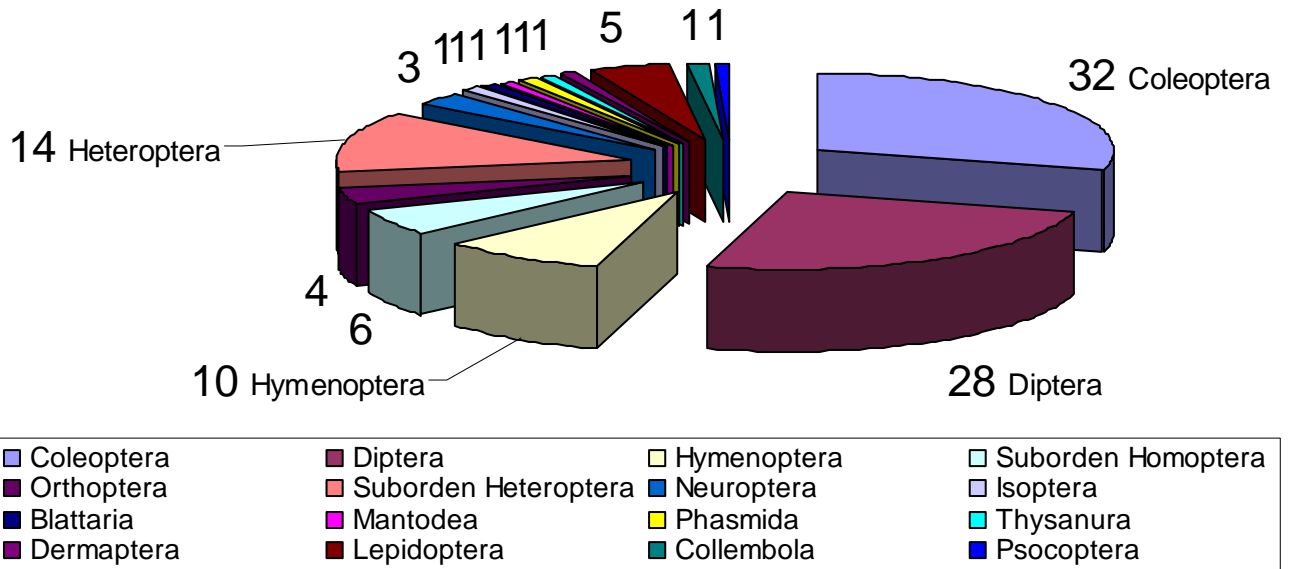 3 111 111 5 11
32 Coleoptera
14 Heteroptera
4
6
10 Hymenoptera
28 Diptera
Coleoptera Diptera Hymenoptera Suborden Homoptera
Orthoptera Suborden Heteroptera Neuroptera Isoptera
Blattaria Mantodea Phasmida Thysanura
Dermaptera Lepidoptera Collembola Psocoptera